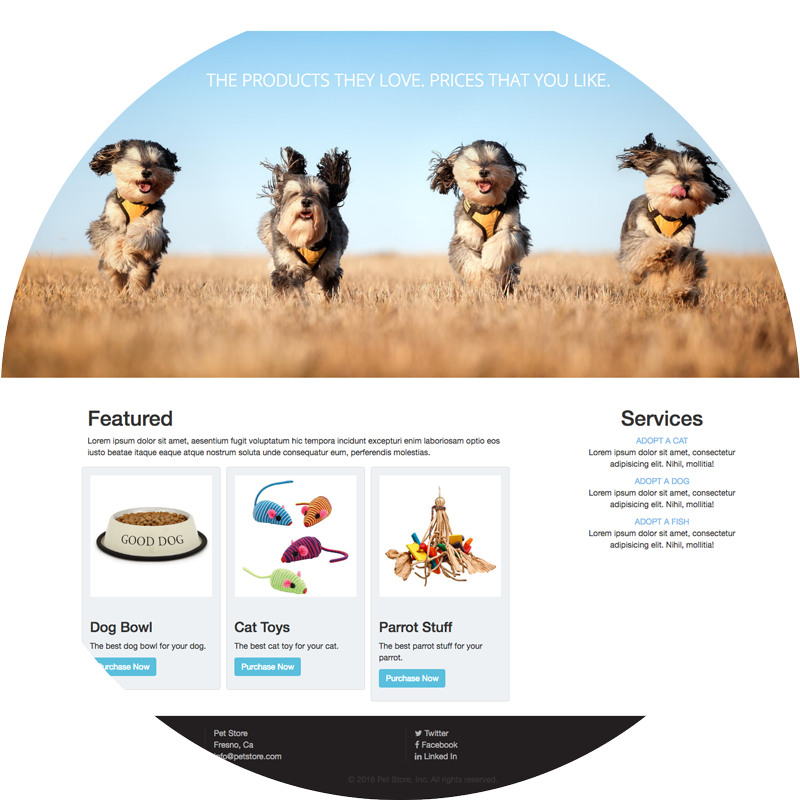 THE PRODUCTS THEY LOVE. PRICES THAT YOU LIKE.
Featured
Lorem ipsum dolor sit amet, aesentium fugit voluptatum hic tempora incidunt excepturi enim laboriosam optio eos
iusto beatae itaque eaque atque nostrum soluta unde consequatur eum, perferendis molestias.
GOOD DOG
Dog Bowl
The best dog bowl for your dog.
urchase Now
Cat Toys
The best cat toy for your cat.
Purchase Now
Parrot Stuff
The best parrot stuff for your
parrot.
Purchase Now
Services
ADOPT A CAT
Lorem ipsum dolor sit amet, consectetur
adipisicing elit. Nihil, mollitia!
ADOPT A DOG
Lorem ipsum dolor sit amet, consectetur
adipisicing elit. Nihil, mollitia!
ADOPT A FISH
Lorem ipsum dolor sit amet, consectetur
adipisicing elit. Nihil, mollitia!
Pet Store
Fresno, Ca
info@petstore.com
Twitter
Facebook
Linked In
© 2016 Pet Store, Inc. All rights reserved.